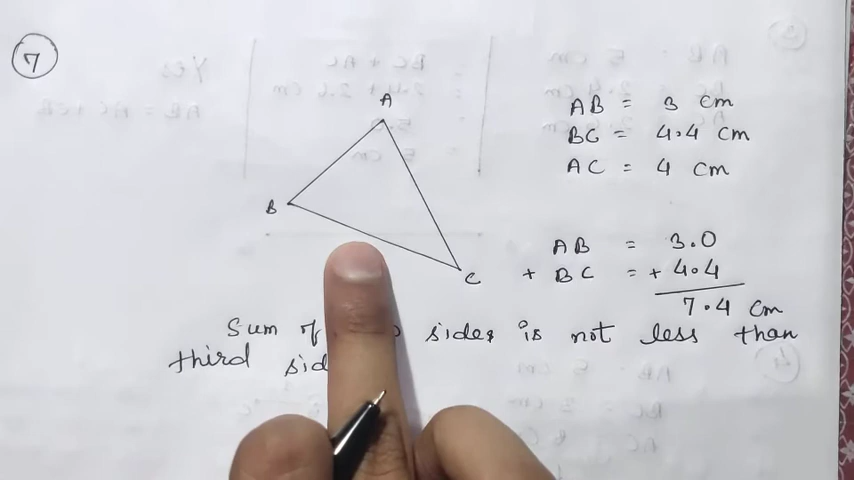 7
A
B
C
AB = 3 cm
BC = 4.4 cm
AC = 4 cm
AB = 3.0
+ BC = + 4.4
7.4 cm
Sum of sides is not less than
third